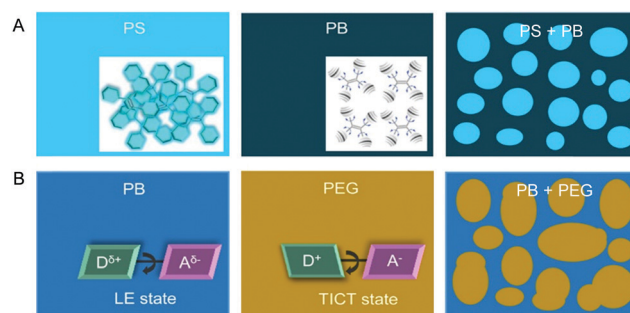 A
PS
PB
PS + PB
B
PB
PEG
PB + PEG
Dδ+
Aδ-
D+
A-
LE state
TICT state